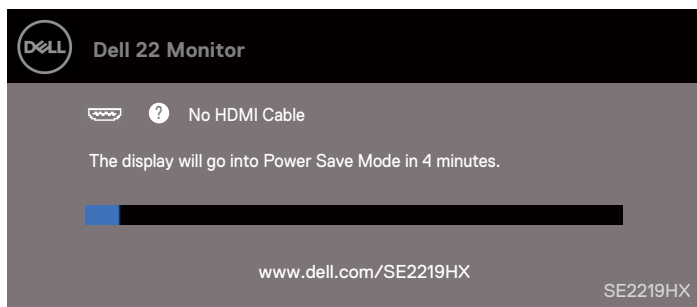 DELL
Dell 22 Monitor
? No HDMI Cable
The display will go into Power Save Mode in 4 minutes.
www.dell.com/SE2219HX
SE2219HX